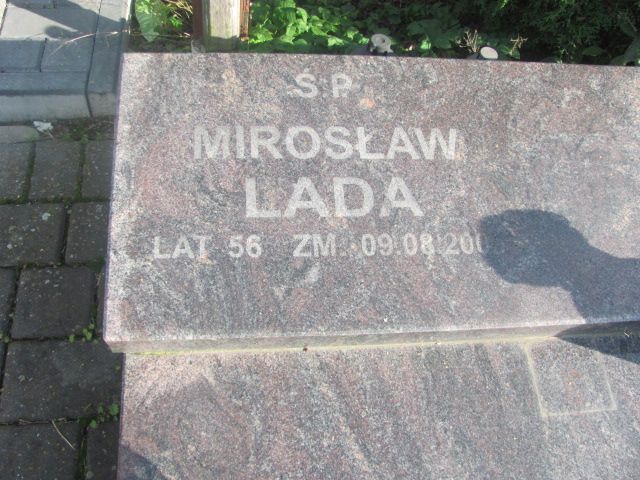 Ś P
MIROSŁAW
LADA
LAT 56 ZM 09.08.200